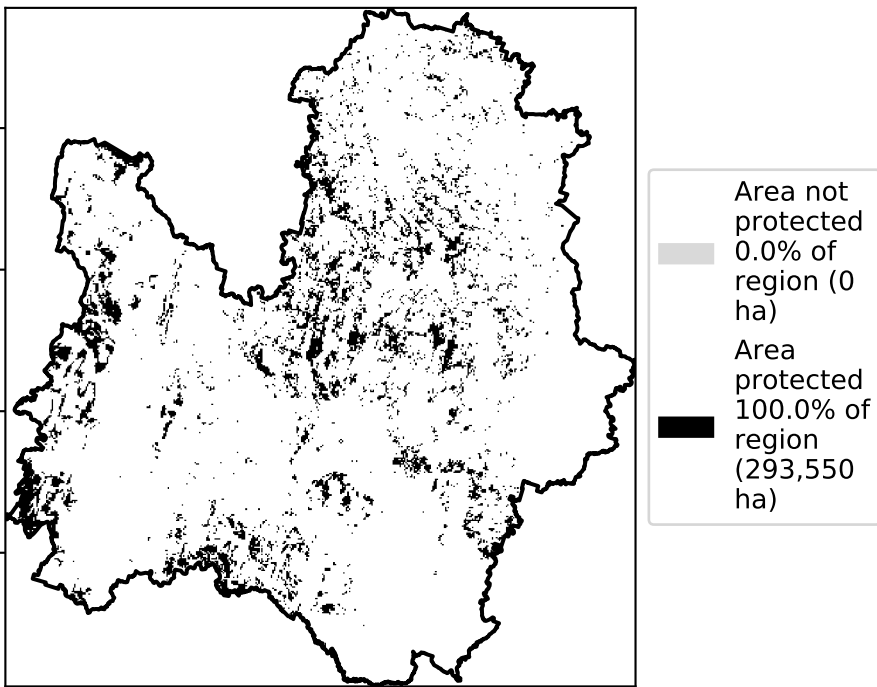 Area not
protected
0.0% of
region (0
ha)
Area
protected
100.0% of
region
(293,550
ha)